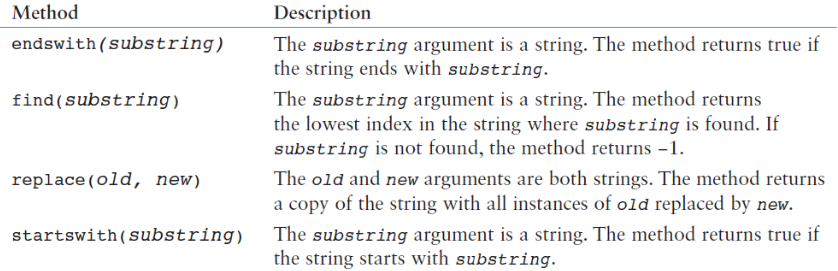 Method Description
endswith(substring) The substring argument is a string. The method returns true if
the string ends with substring.
find(substring) The substring argument is a string. The method returns
the lowest index in the string where substring is found. If
substring is not found, the method returns −1.
replace(old, new) The old and new arguments are both strings. The method returns
a copy of the string with all instances of old replaced by new.
startswith(substring) The substring argument is a string. The method returns true if
the string starts with substring.